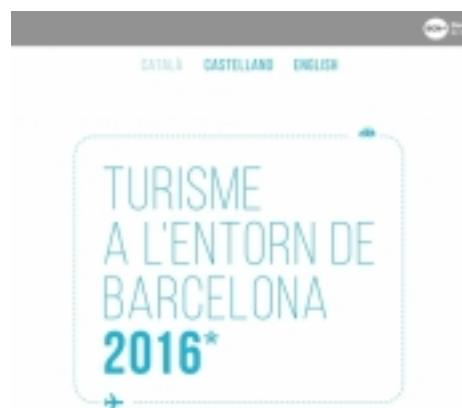 CATALÀ CASTELLANO ENGLISH
TURISME
A L'ENTORN DE
BARCELONA
2016*